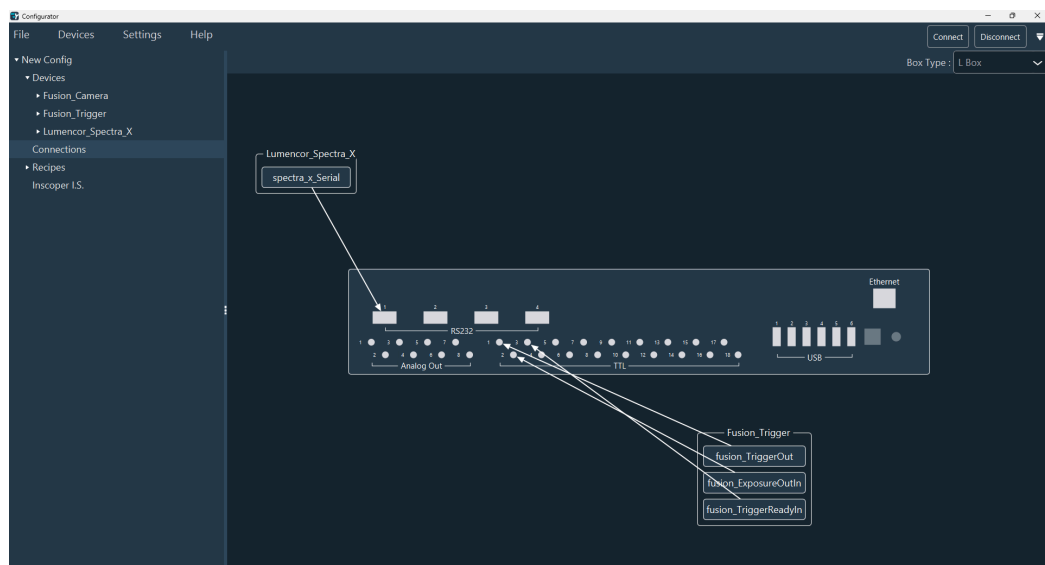 Configurator
File Devices Settings Help
Connect Disconnect
Box Type : L Box
New Config
Devices
Fusion_Camera
Fusion_Trigger
Lumencor_Spectra_X
Connections
Recipes
Inscoper I.S.
Lumencor_Spectra_X
spectra_x_Serial
Ethernet
1 2 3 4
RS232
1 3 5 7
2 4 6 8
Analog Out
1 3 5 7 9 11 13 15 17
2 4 6 8 10 12 14 16 18
TTL
1 2 3 4 5 6
USB
Fusion_Trigger
fusion_TriggerOut
fusion_ExposureOutIn
fusion_TriggerReadyIn